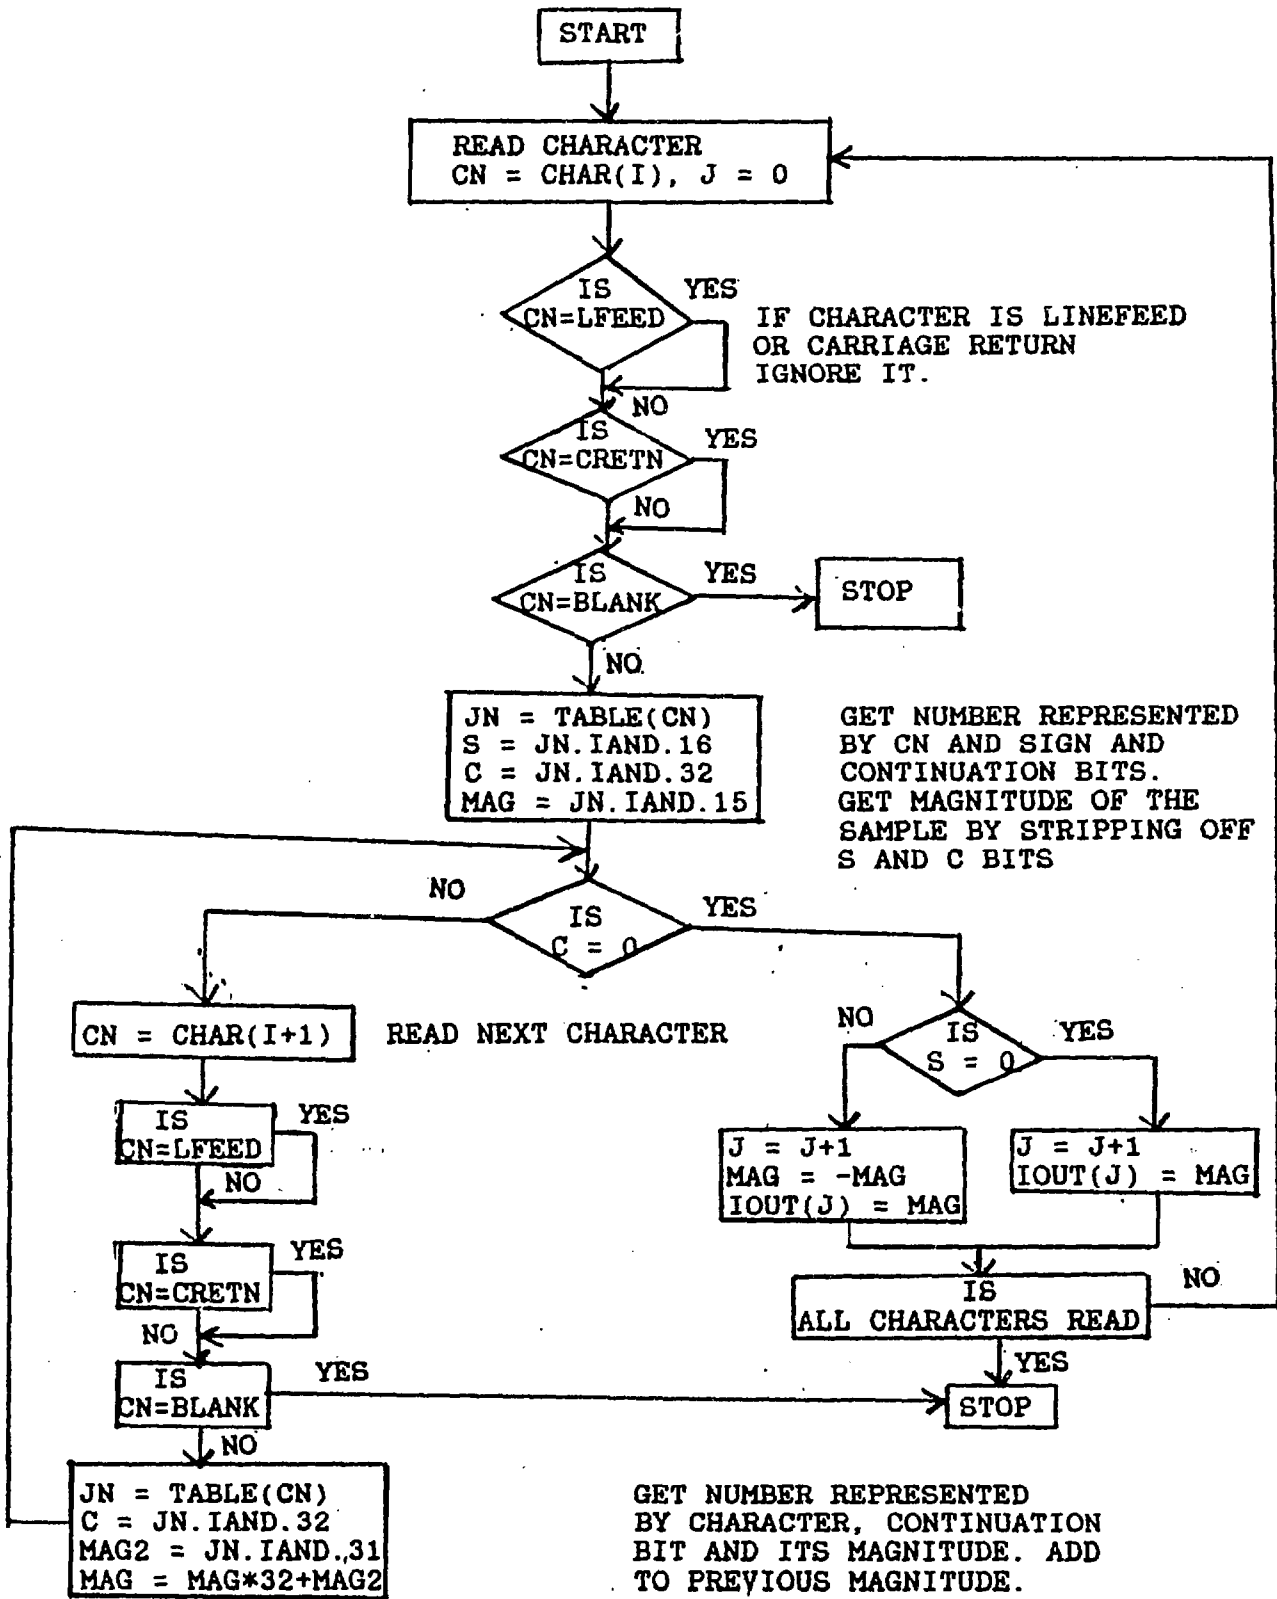 START
READ CHARACTER
CN = CHAR(I), J = 0
IS
CN=LFEED
YES
IF CHARACTER IS LINEFEED
OR CARRIAGE RETURN
IGNORE IT.
NO
IS
CN=CRETN
YES
NO
IS
CN=BLANK
YES
STOP
NO
JN = TABLE(CN)
S = JN.IAND.16
C = JN.IAND.32
MAG = JN.IAND.15
GET NUMBER REPRESENTED
BY CN AND SIGN AND
CONTINUATION BITS.
GET MAGNITUDE OF THE
SAMPLE BY STRIPPING OFF
S AND C BITS
NO
IS
C = 0
YES
CN = CHAR(I+1)
READ NEXT CHARACTER
NO
IS
S = 0
YES
IS
CN=LFEED
YES
NO
J = J+1
MAG = -MAG
IOUT(J) = MAG
J = J+1
IOUT(J) = MAG
IS
CN=CRETN
YES
NO
IS
ALL CHARACTERS READ
NO
YES
IS
CN=BLANK
YES
STOP
NO
JN = TABLE(CN)
C = JN.IAND.32
MAG2 = JN.IAND.,31
MAG = MAG*32+MAG2
GET NUMBER REPRESENTED
BY CHARACTER, CONTINUATION
BIT AND ITS MAGNITUDE. ADD
TO PREVIOUS MAGNITUDE.